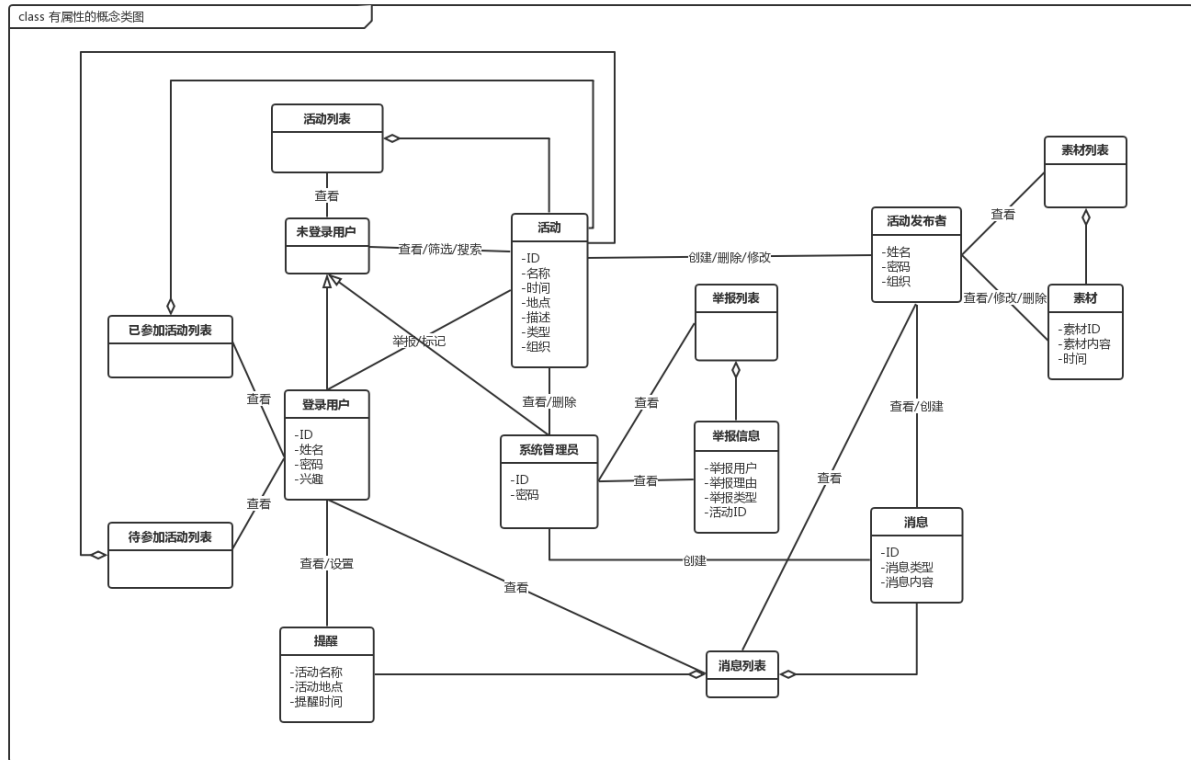 class 有属性的概念类图
活动列表
查看
未登录用户
查看/筛选/搜索
活动
-ID
-名称
-时间
-地点
-描述
-类型
-组织
创建/删除/修改
活动发布者
-姓名
-密码
-组织
查看
素材列表
查看/修改/删除
素材
-素材ID
-素材内容
-时间
已参加活动列表
查看
举报/标记
登录用户
-ID
-姓名
-密码
-兴趣
查看
待参加活动列表
查看/删除
系统管理员
-ID
-密码
查看
举报列表
查看
举报信息
-举报用户
-举报理由
-举报类型
-活动ID
查看/创建
查看
消息
-ID
-消息类型
-消息内容
创建
查看/设置
查看
提醒
-活动名称
-活动地点
-提醒时间
消息列表